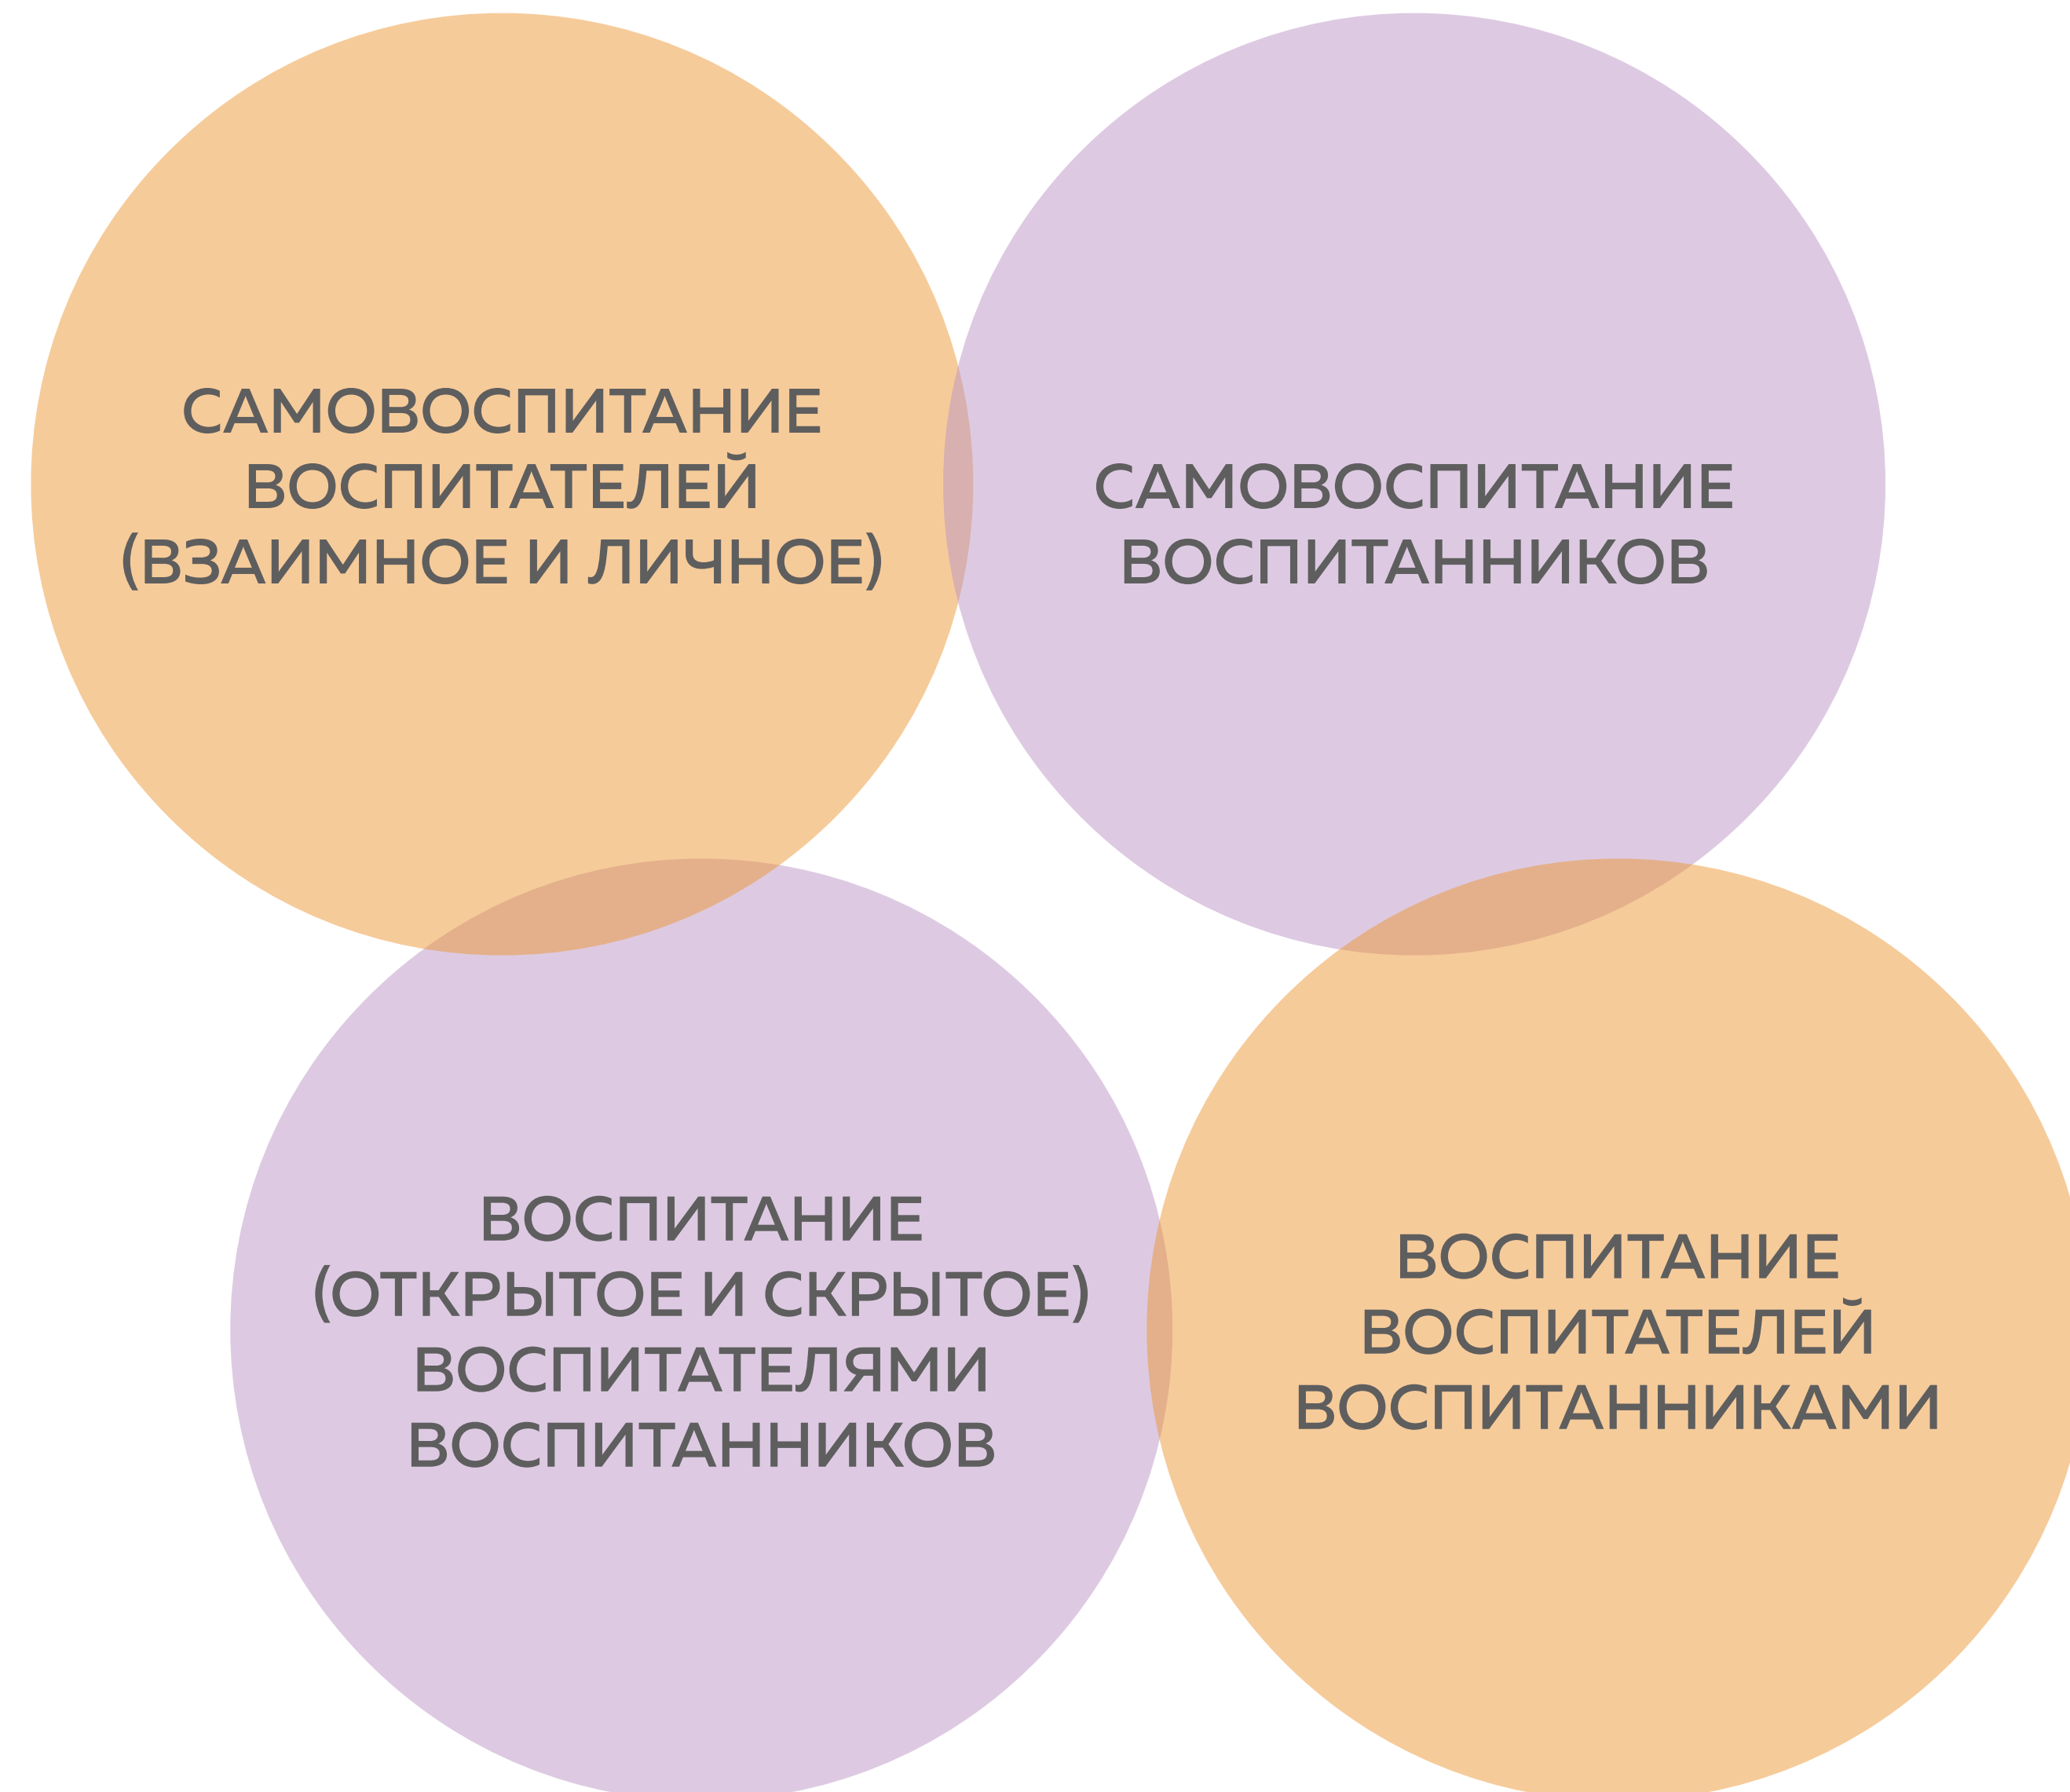 САМОВОСПИТАНИЕ
ВОСПИТАТЕЛЕЙ
(ВЗАИМНОЕ И ЛИЧНОЕ)
САМОВОСПИТАНИЕ
ВОСПИТАННИКОВ
ВОСПИТАНИЕ
(ОТКРЫТОЕ И СКРЫТОЕ)
ВОСПИТАТЕЛЯМИ
ВОСПИТАННИКОВ
ВОСПИТАНИЕ
ВОСПИТАТЕЛЕЙ
ВОСПИТАННИКАМИ